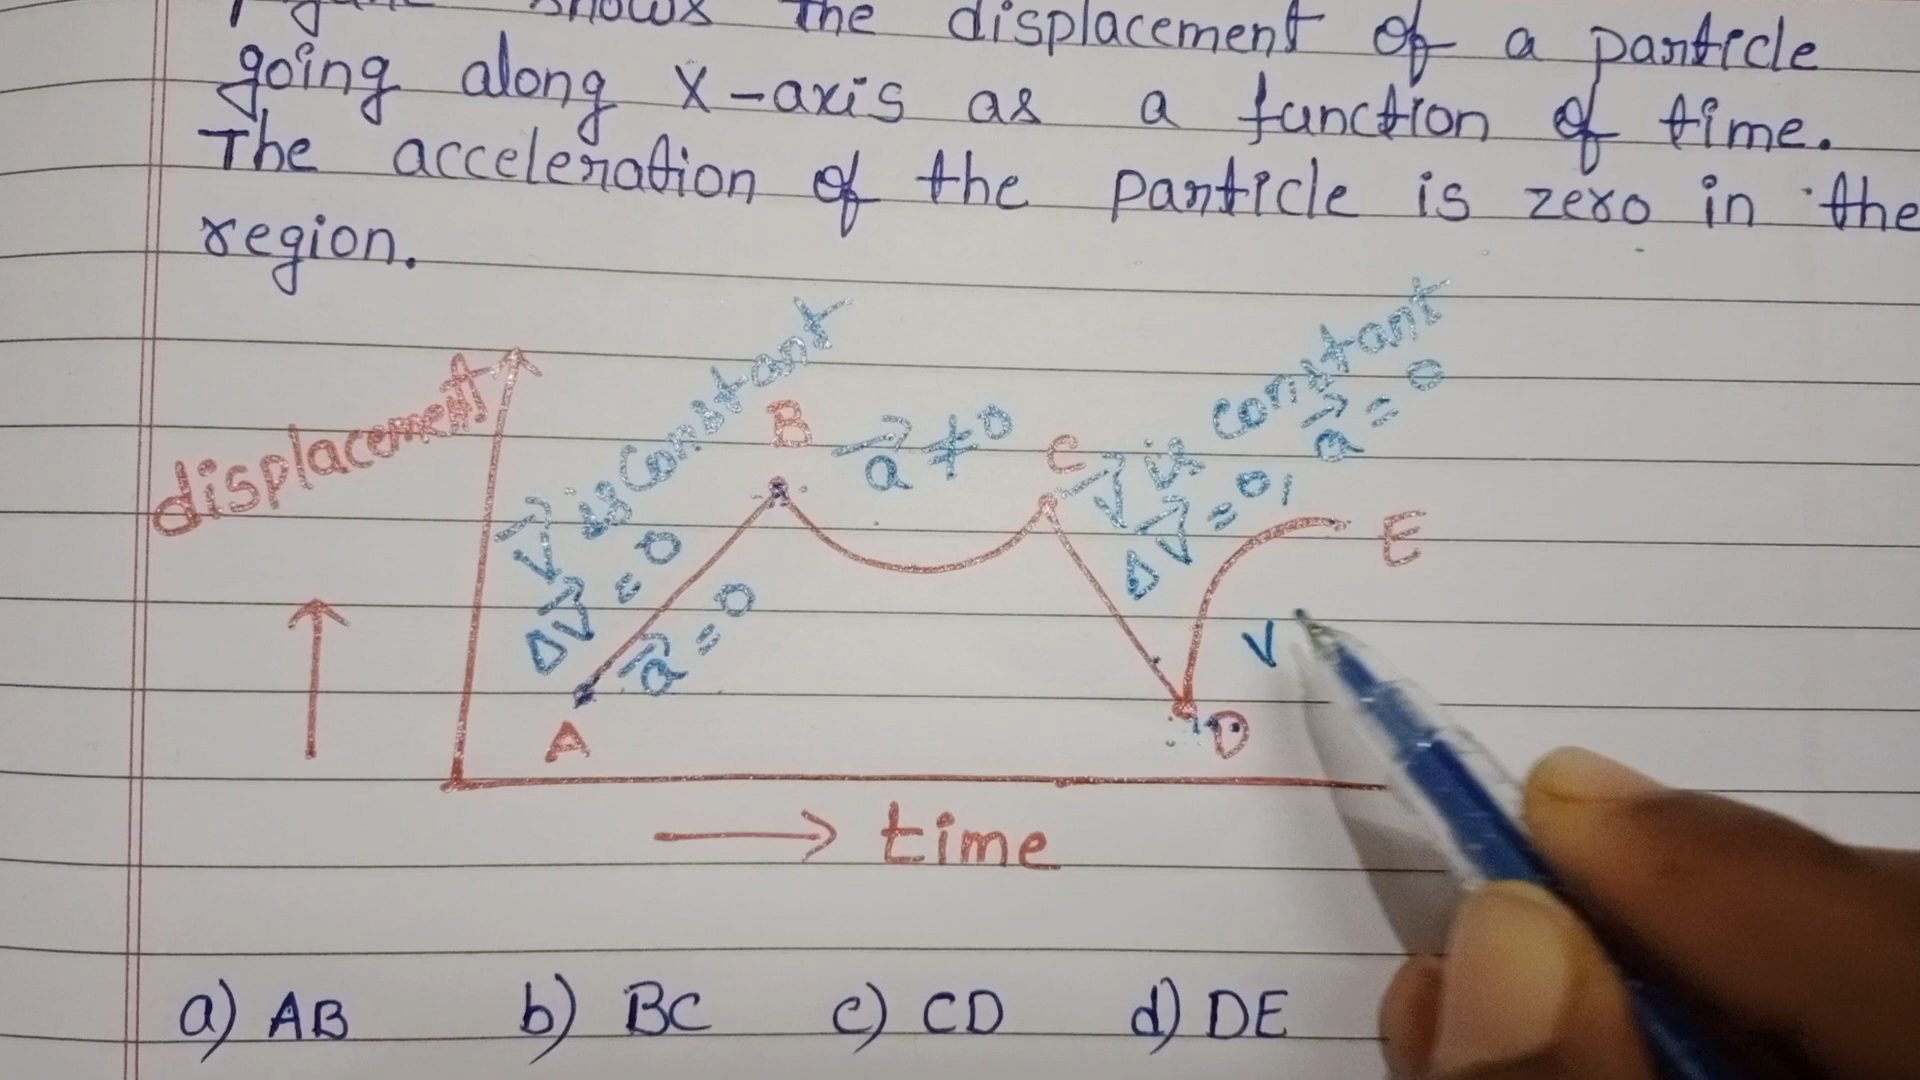 shows the displacement of a particle
going along X-axis as a function of time.
The acceleration of the particle is zero in the
region.
displacement
V is constant
ΔV = 0
a = 0
A
B
a ≠ 0
C
V is constant
ΔV = 0, a = 0
D
E
V
time
a) AB b) BC c) CD d) DE